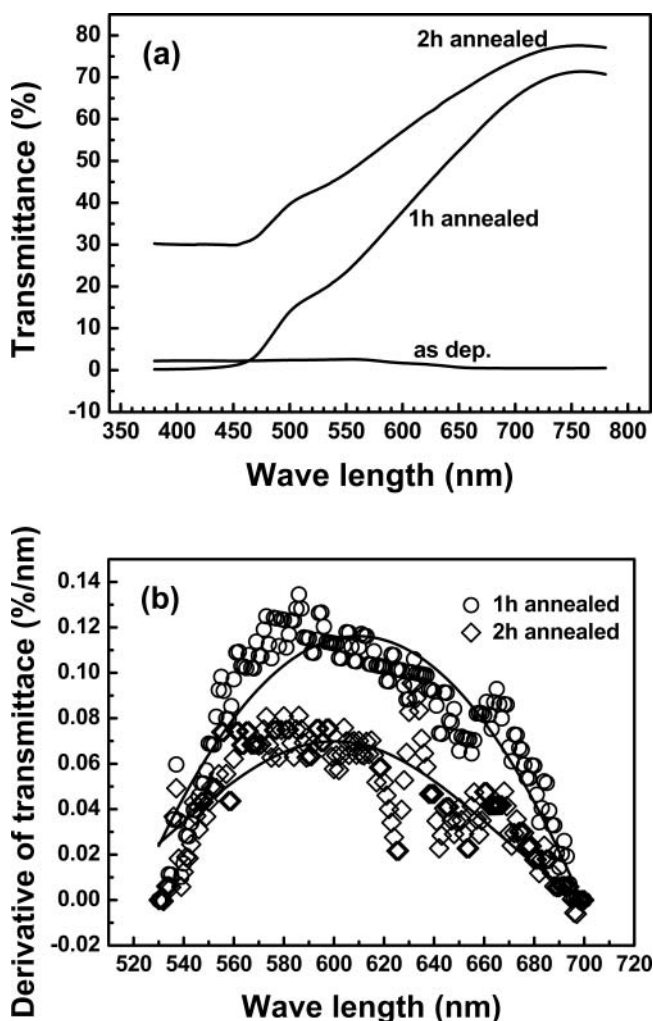 (a)
2h annealed
1h annealed
as dep.
Transmittance (%)
80
70
60
50
40
30
20
10
0
-10
350 400 450 500 550 600 650 700 750 800
Wave length (nm)
(b)
1h annealed
2h annealed
Derivative of transmittace (%/nm)
0.14
0.12
0.10
0.08
0.06
0.04
0.02
0.00
-0.02
520 540 560 580 600 620 640 660 680 700 720
Wave length (nm)